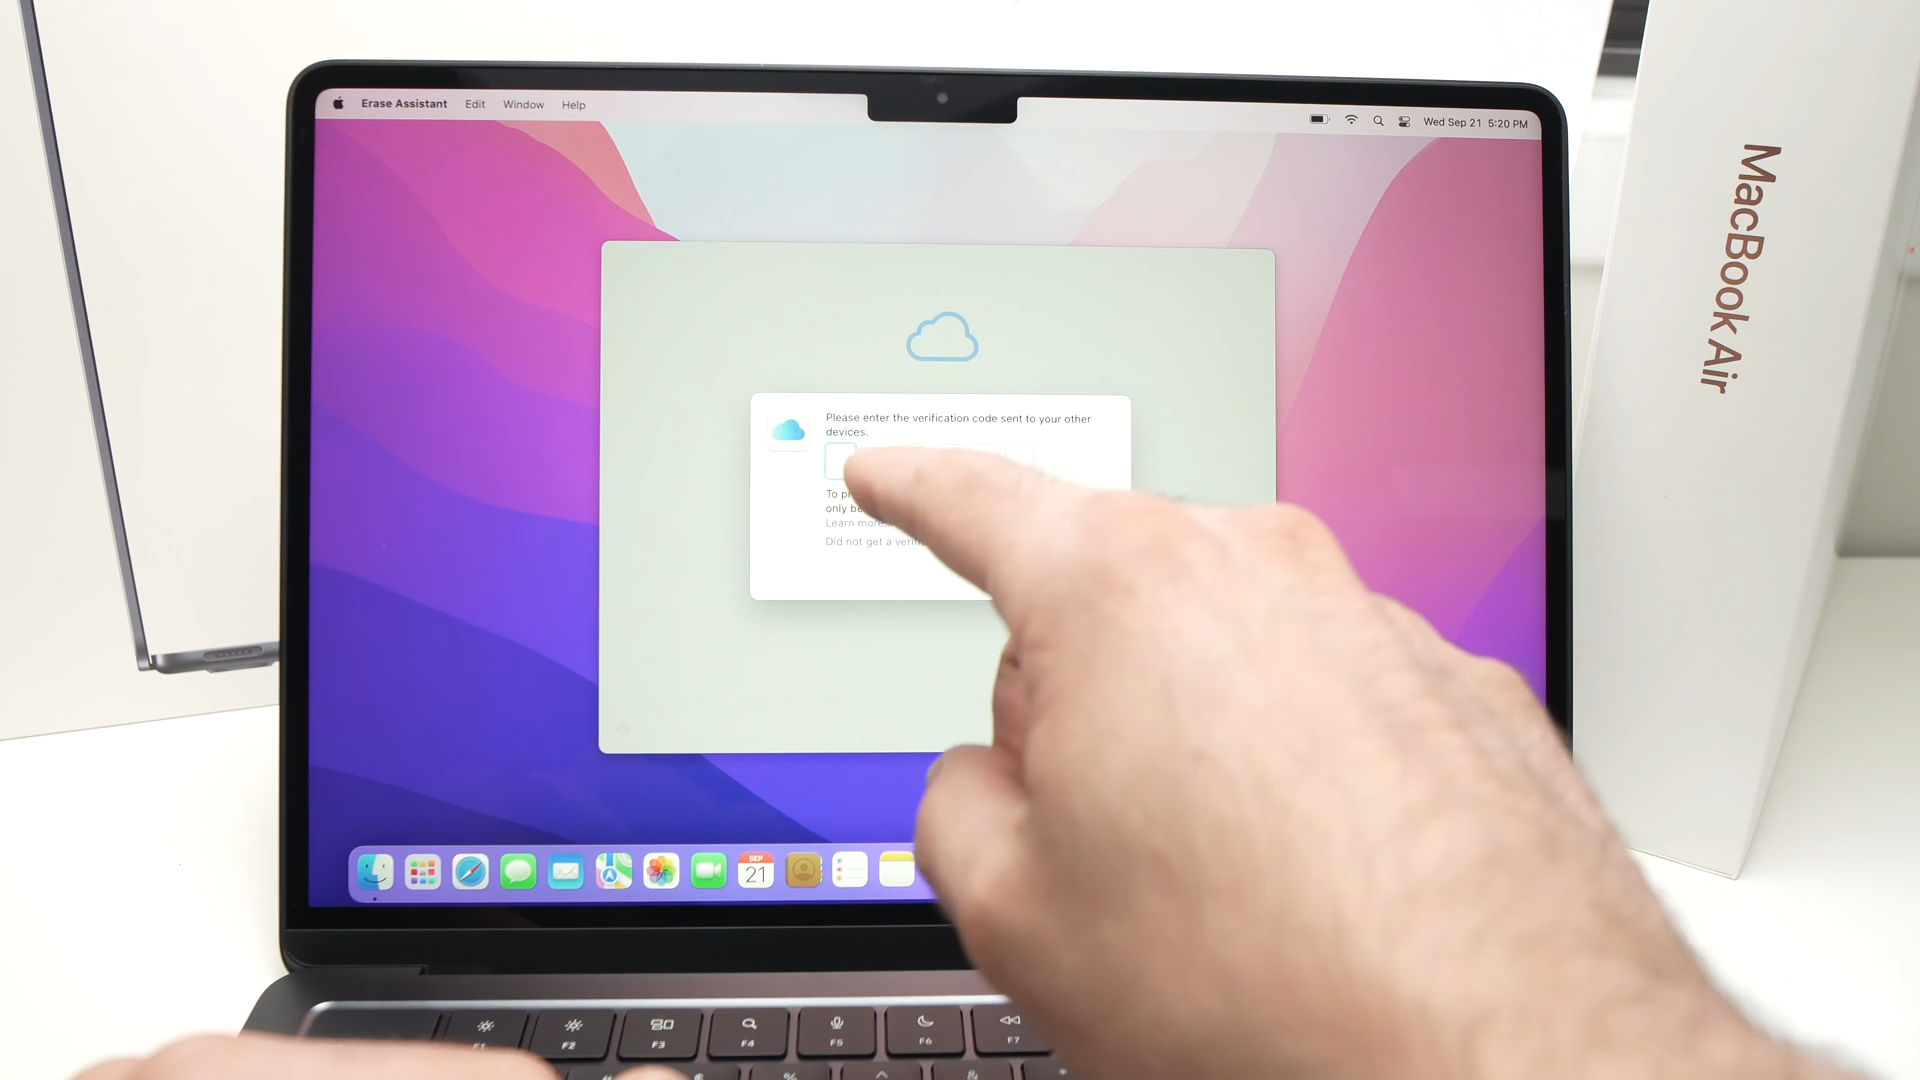 Erase Assistant Edit Window Help
Wed Sep 21 5:20 PM
MacBook Air
Please enter the verification code sent to your other
devices.
To
only be
Learn more...
Did not get a
SEP
21
F1
F2
F3
F4
F5
F6
F7